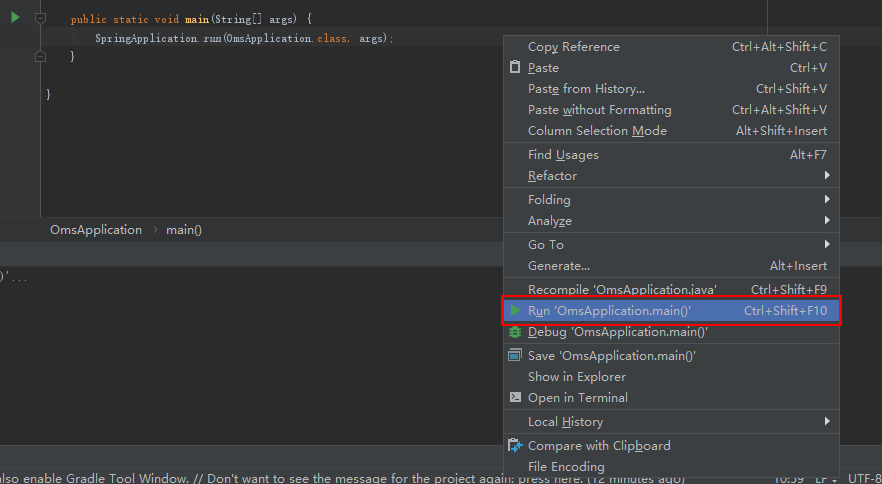 public static void main(String[] args) {
SpringApplication.run(OmsApplication.class, args);
}
}
OmsApplication › main()
)'...
Copy Reference Ctrl+Alt+Shift+C
Paste Ctrl+V
Paste from History... Ctrl+Shift+V
Paste without Formatting Ctrl+Alt+Shift+V
Column Selection Mode Alt+Shift+Insert
Find Usages Alt+F7
Refactor
Folding
Analyze
Go To
Generate... Alt+Insert
Recompile 'OmsApplication.java' Ctrl+Shift+F9
Run 'OmsApplication.main()' Ctrl+Shift+F10
Debug 'OmsApplication.main()'
Save 'OmsApplication.main()'
Show in Explorer
Open in Terminal
Local History
Compare with Clipboard
File Encoding
also enable Gradle Tool Window. // Don't want to see the message for the project again: press here. (12 minutes ago) 10:59 LF UTF-8